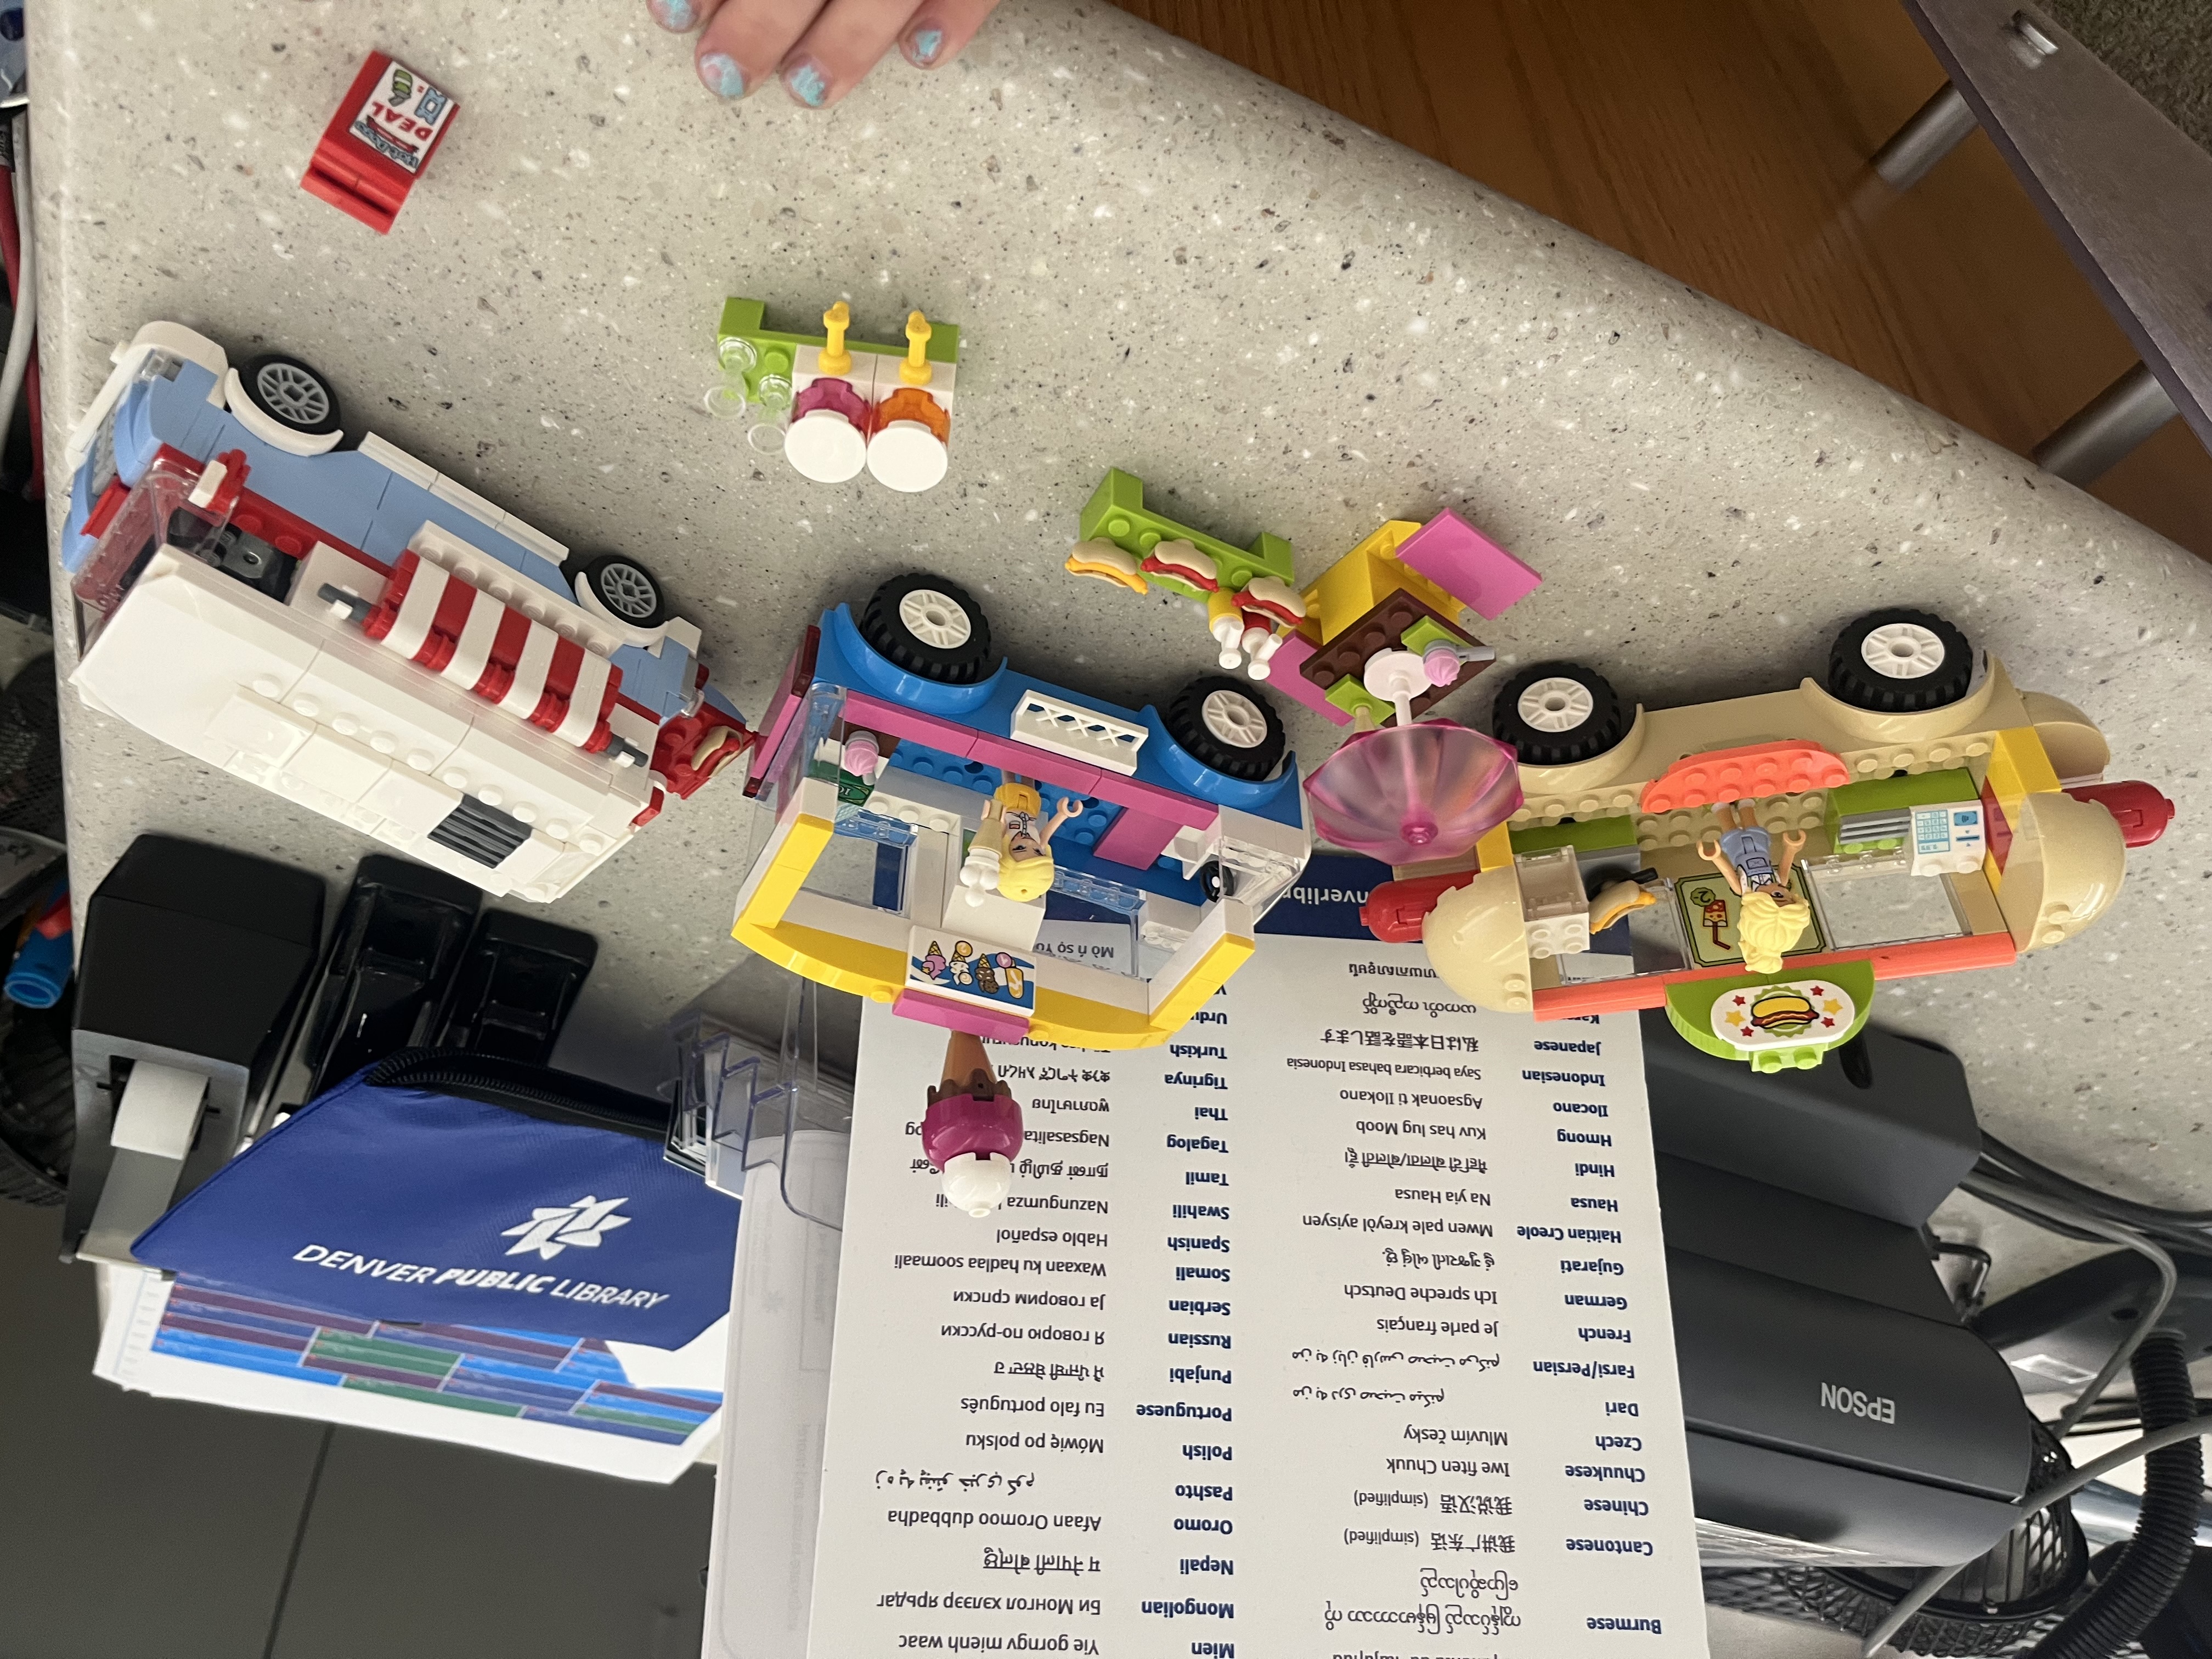 Burmese ကျွန်ုပ်သည် မြန်မာဘာသာ ကို
ပြောဆိုပါသည်
Cantonese 我讲广东话 (simplified)
Chinese 我说汉语 (simplified)
Chuukese Iwe fiten Chuuk
Czech Mluvím česky
Dari من به دری صحبت میکنم
Farsi/Persian من به زبان فارسی صحبت می‌کنم
French Je parle français
German Ich spreche Deutsch
Gujarati હું ગુજરાતી બોલું છું.
Haitian Creole Mwen pale kreyòl ayisyen
Hausa Na yia Hausa
Hindi मैंहिंदी बोलता/बोलती हूँ।
Hmong Kuv has lug Moob
Ilocano Agsaonak ti Ilokano
Indonesian Saya berbicara bahasa Indonesia
Japanese 私は日本語を話します
Mien Yie gorngv mienh waac
Mongolian Би Монгол хэлээр ярьдаг
Nepali म नेपाली बोल्छु
Oromo Afaan Oromoo dubbadha
Pashto زه په پښتو خبرې کوم
Polish Mówię po polsku
Portuguese Eu falo português
Punjabi ਮੈਂ ਪੰਜਾਬੀ ਬੋਲਦਾ ਹ
Russian Я говорю по-русски
Serbian Ја говорим српски
Somali Waxaan ku hadlaa soomaali
Spanish Hablo español
Swahili Nazungumza
Tamil நான் தமிழ்
Tagalog Nagsasalita
Thai พูดภาษาไทย
Tigrinya ቋንቋ ትግርኛ
Turkish
EPSON
DENVER PUBLIC LIBRARY
Hot Dogs
DEAL